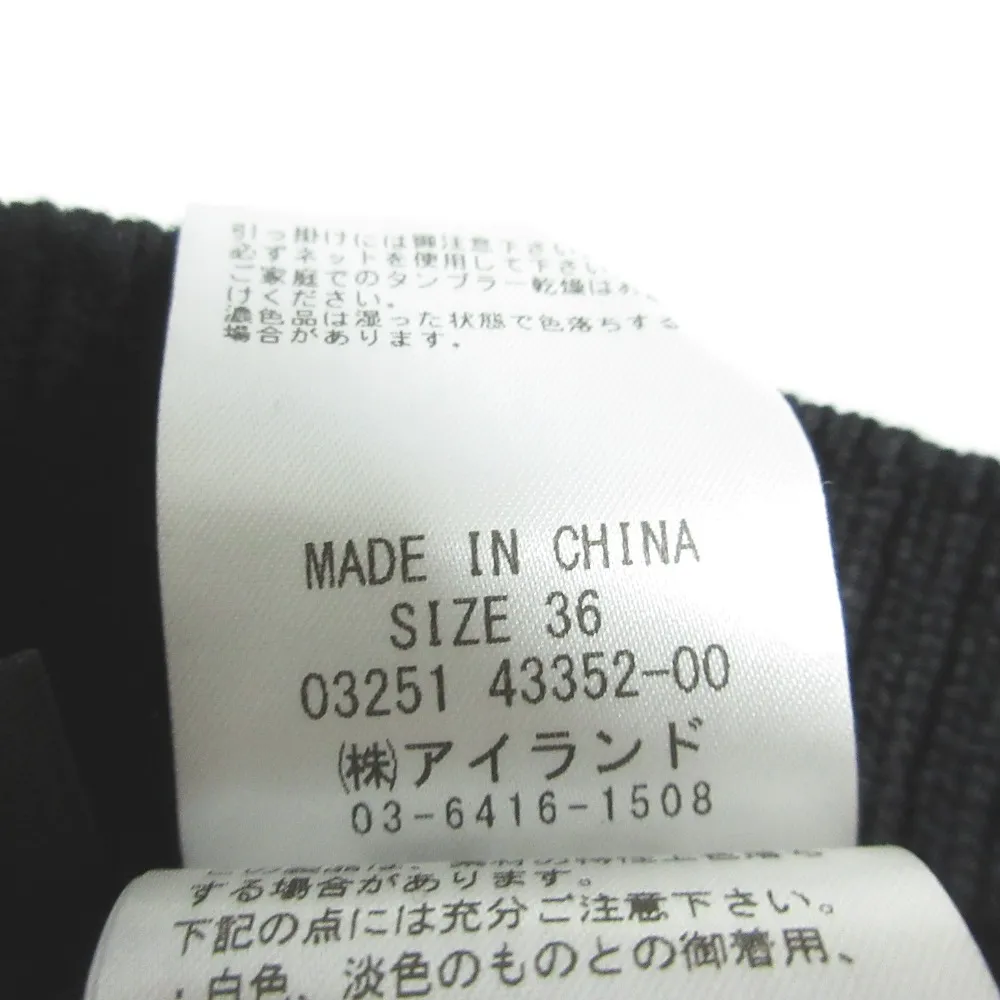 引っ掛けには御注意下さい
必ずネットを使用して下さい
ご家庭でのタンブラー乾燥はお
けください。
濃色品は湿った状態で色落ちする
場合があります。
MADE IN CHINA
SIZE 36
03251 43352-00
㈱アイランド
03-6416-1508
する場合があります。
下記の点には充分ご注意下さい。
・白色、淡色のものとの御着用、